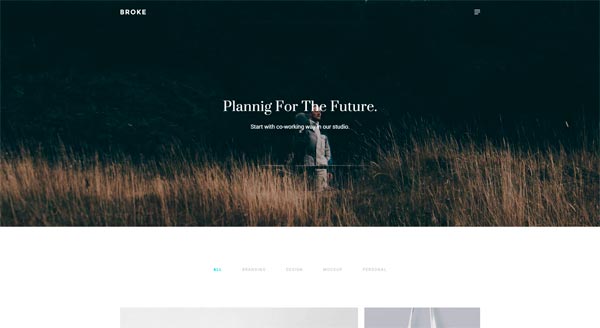 BROKE
Plannig For The Future.
Start with co-working way in our studio.
ALL BRANDING DESIGN MOCKUP PERSONAL